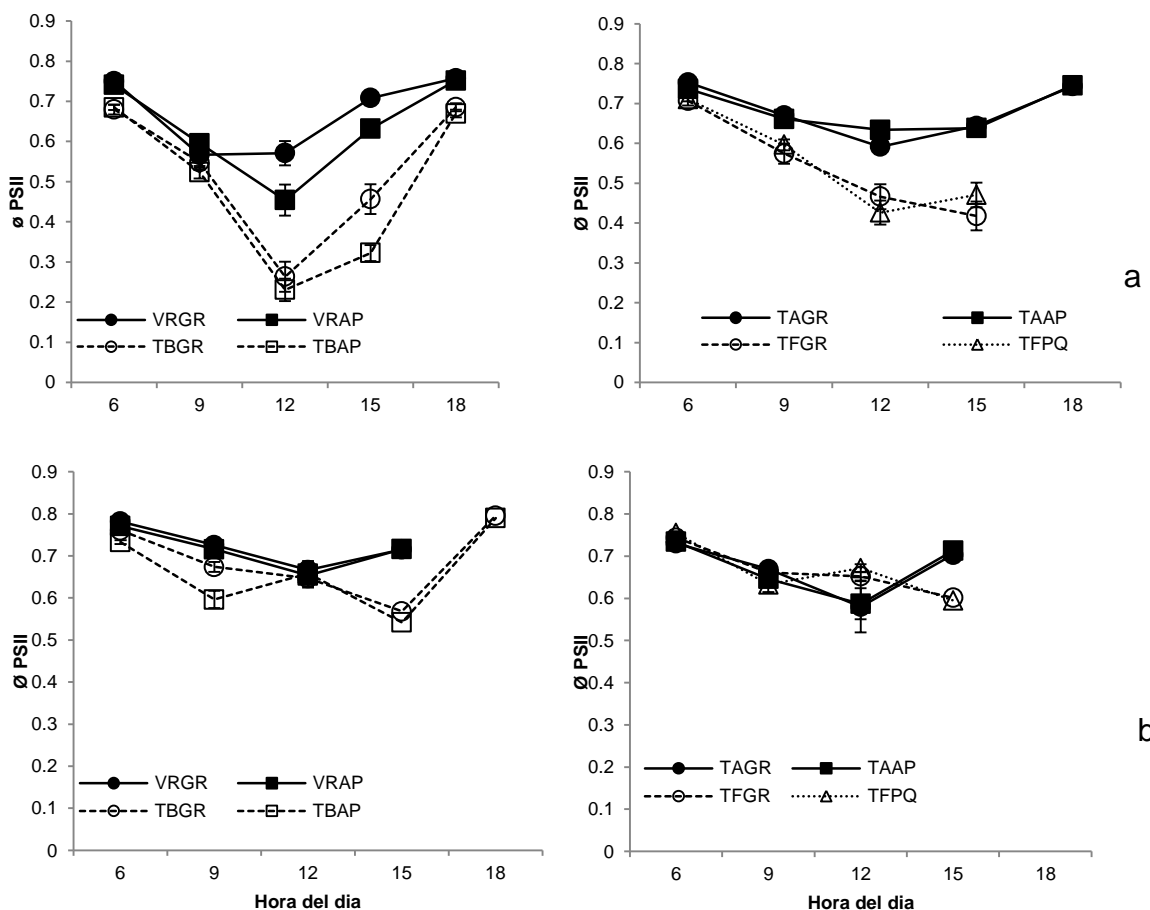 0.9
0.8
0.7
0.6
0.5
0.4
0.3
0.2
0.1
0
ø PSII
6 9 12 15 18
VRGR VRAP
TBGR TBAP
0.9
0.8
0.7
0.6
0.5
0.4
0.3
0.2
0.1
0
Ø PSII
6 9 12 15 18
TAGR TAAP
TFGR TFPQ
a
0.9
0.8
0.7
0.6
0.5
0.4
0.3
0.2
0.1
0
Ø PSII
6 9 12 15 18
Hora del dia
VRGR VRAP
TBGR TBAP
0.9
0.8
0.7
0.6
0.5
0.4
0.3
0.2
0.1
0
Ø PSII
6 9 12 15 18
Hora del dia
TAGR TAAP
TFGR TFPQ
b